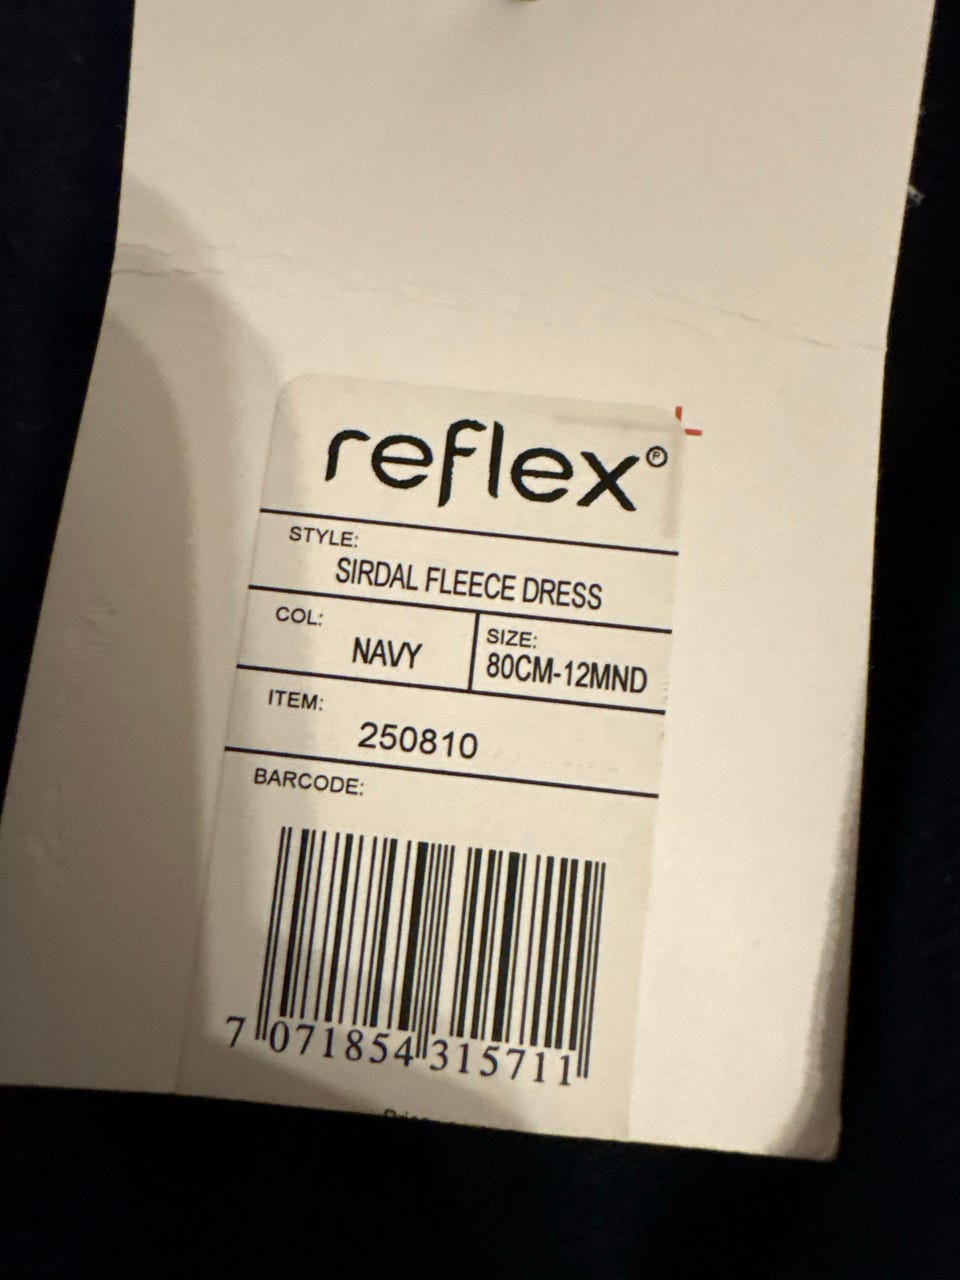 reflex®
STYLE:
SIRDAL FLEECE DRESS
COL:
NAVY
SIZE:
80CM-12MND
ITEM:
250810
BARCODE:
7 071854 315711